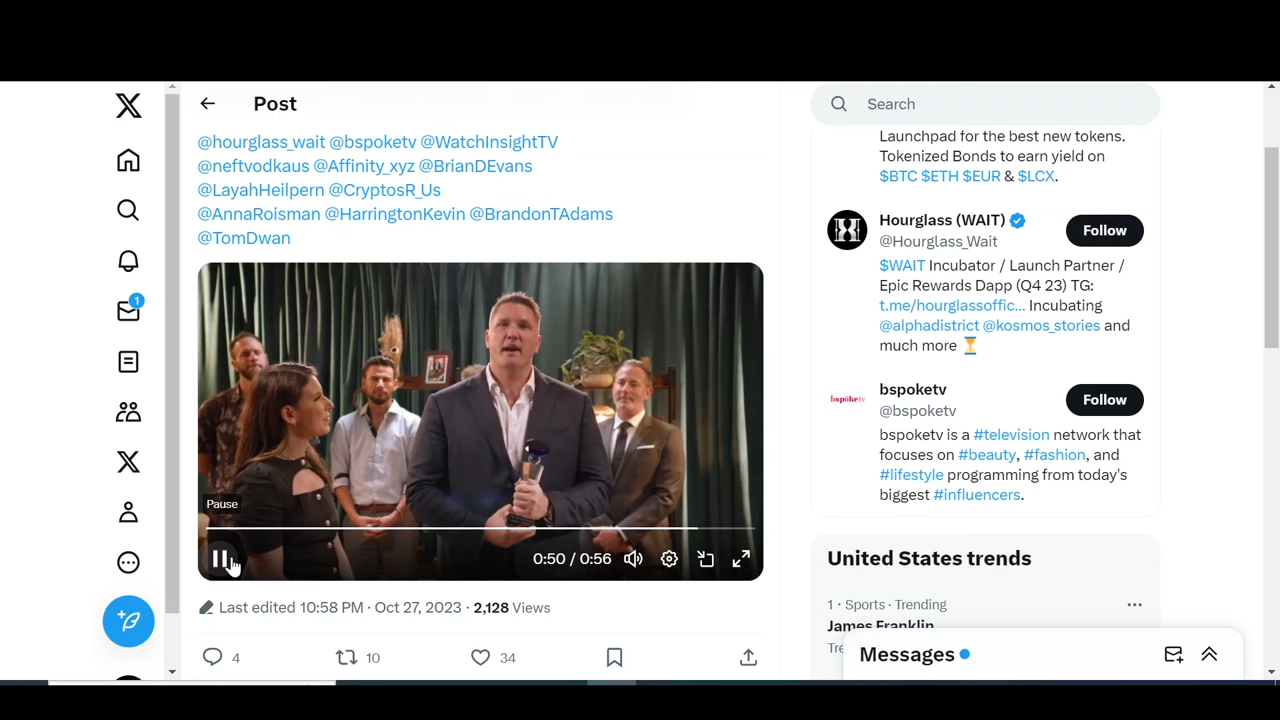 Post
@hourglass_wait @bspoketv @WatchInsightTV
@neftvodkaus @Affinity_xyz @BrianDEvans
@LayahHeilpern @CryptosR_Us
@AnnaRoisman @HarringtonKevin @BrandonTAdams
@TomDwan
Pause
0:50 / 0:56
Last edited 10:58 PM · Oct 27, 2023 · 2,128 Views
4
10
34
1
Search
Launchpad for the best new tokens.
Tokenized Bonds to earn yield on
$BTC $ETH $EUR & $LCX.
Hourglass (WAIT)
@Hourglass_Wait
Follow
$WAIT Incubator / Launch Partner /
Epic Rewards Dapp (Q4 23) TG:
t.me/hourglassoffic... Incubating
@alphadistrict @kosmos_stories and
much more
bspoketv
bspoketv
@bspoketv
Follow
bspoketv is a #television network that
focuses on #beauty, #fashion, and
#lifestyle programming from today's
biggest #influencers.
United States trends
1 · Sports · Trending
James Franklin
Messages